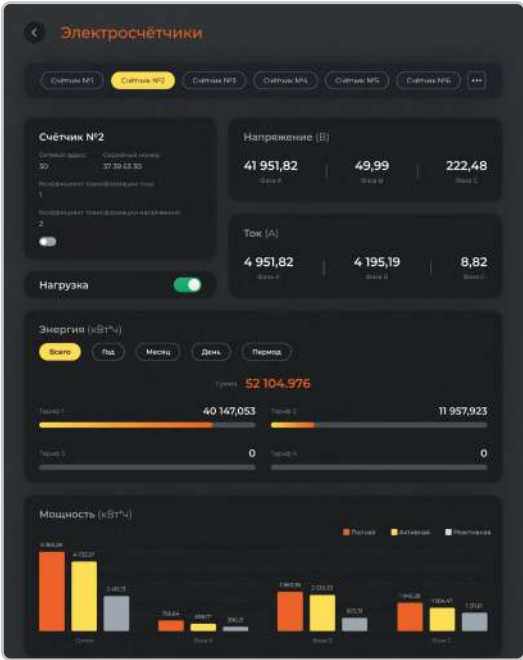 Электросчётчики
Счётчик №1 Счётчик №2 Счётчик №3 Счётчик №4 Счётчик №5 Счётчик №6
Счётчик №2
Сетевой адрес Серийный номер
30 37 39 63 30
Коэффициент трансформации тока
1
Коэффициент трансформации напряжения
2
Нагрузка
Напряжение (В)
41 951,82 49,99 222,48
Фаза A Фаза B Фаза C
Ток (А)
4 951,82 4 195,19 8,82
Фаза A Фаза B Фаза C
Энергия (кВт*ч)
Всего Год Месяц День Период
Сумма 52 104.976
Тариф 1 40 147,053 Тариф 2 11 957,923
Тариф 3 0 Тариф 4 0
Мощность (кВт*ч)
Полная Активная Реактивная
Сумма Фаза A Фаза B Фаза C